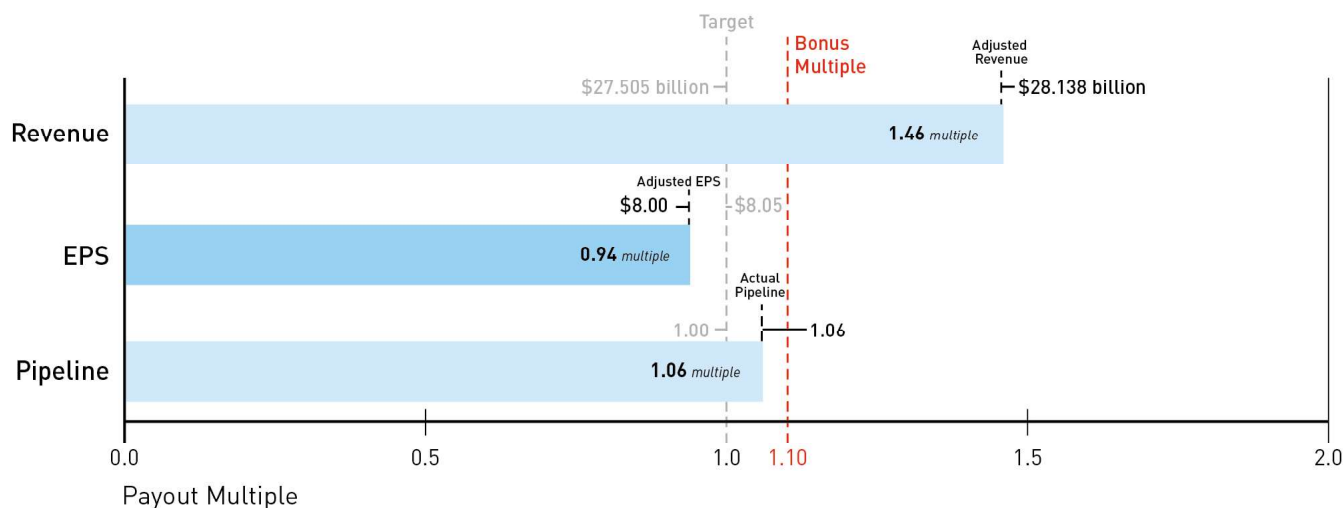 Target
Bonus
Multiple
Adjusted
Revenue
$27.505 billion
$28.138 billion
Revenue
1.46 multiple
Adjusted EPS
$8.00
$8.05
EPS
0.94 multiple
Actual
Pipeline
1.00
1.06
Pipeline
1.06 multiple
0.0
0.5
1.0
1.10
1.5
2.0
Payout Multiple